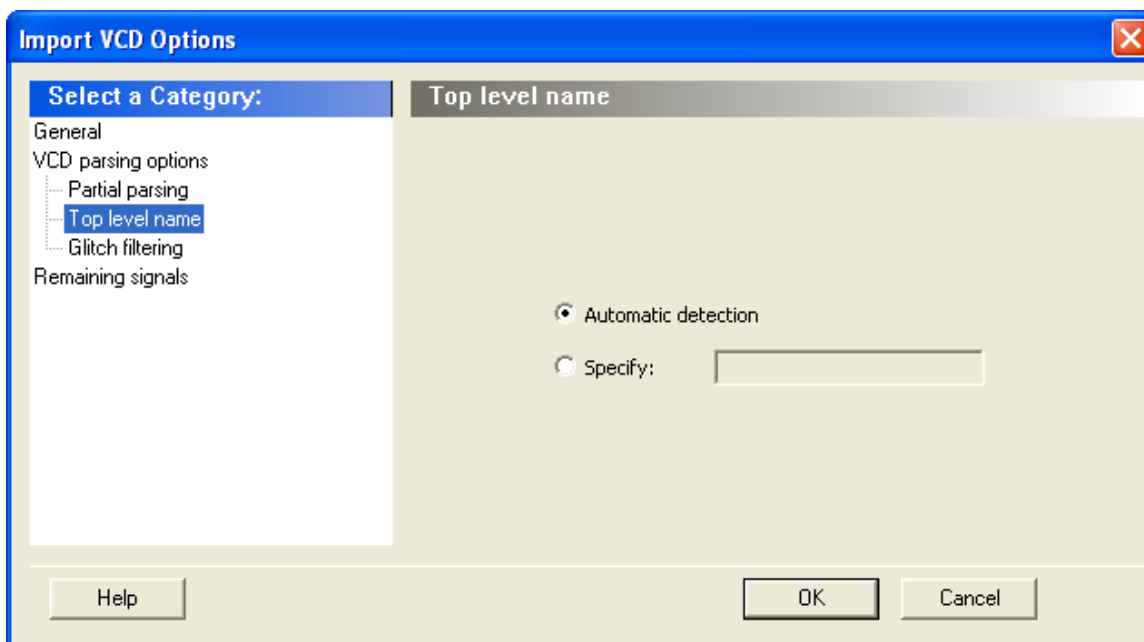 Import VCD Options
Select a Category:
General
VCD parsing options
Partial parsing
Top level name
Glitch filtering
Remaining signals
Top level name
Automatic detection
Specify:
Help
OK
Cancel